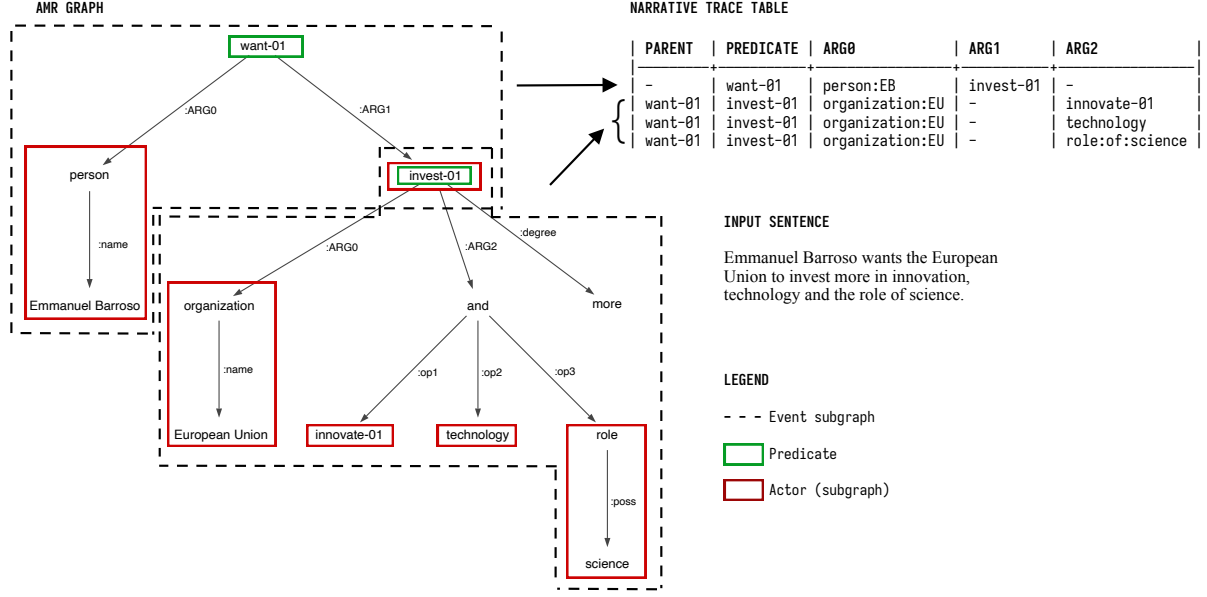 AMR GRAPH
want-01
:ARG0
:ARG1
person
invest-01
:name
:ARG0
:ARG2
:degree
Emmanuel Barroso
organization
and
more
:name
:op1
:op2
:op3
European Union
innovate-01
technology
role
:poss
science
NARRATIVE TRACE TABLE
| PARENT | PREDICATE | ARG0 | ARG1 | ARG2 |
| - | want-01 | person:EB | invest-01 | - |
| want-01 | invest-01 | organization:EU | - | innovate-01 |
| want-01 | invest-01 | organization:EU | - | technology |
| want-01 | invest-01 | organization:EU | - | role:of:science |
INPUT SENTENCE
Emmanuel Barroso wants the European
Union to invest more in innovation,
technology and the role of science.
LEGEND
- - - Event subgraph
Predicate
Actor (subgraph)